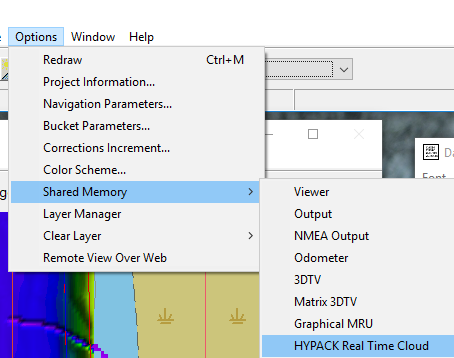 Options Window Help
Redraw Ctrl+M
Project Information...
Navigation Parameters...
Bucket Parameters...
Corrections Increment...
Color Scheme...
Shared Memory
Layer Manager
Clear Layer
Remote View Over Web
Viewer
Output
NMEA Output
Odometer
3DTV
Matrix 3DTV
Graphical MRU
HYPACK Real Time Cloud